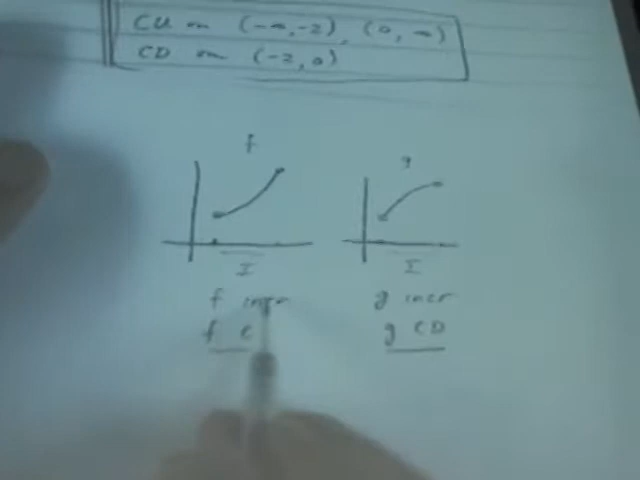 CU on (-∞,-2), (0,∞)
CD on (-2,0)
f g
I I
f incr g incr
f C g CD